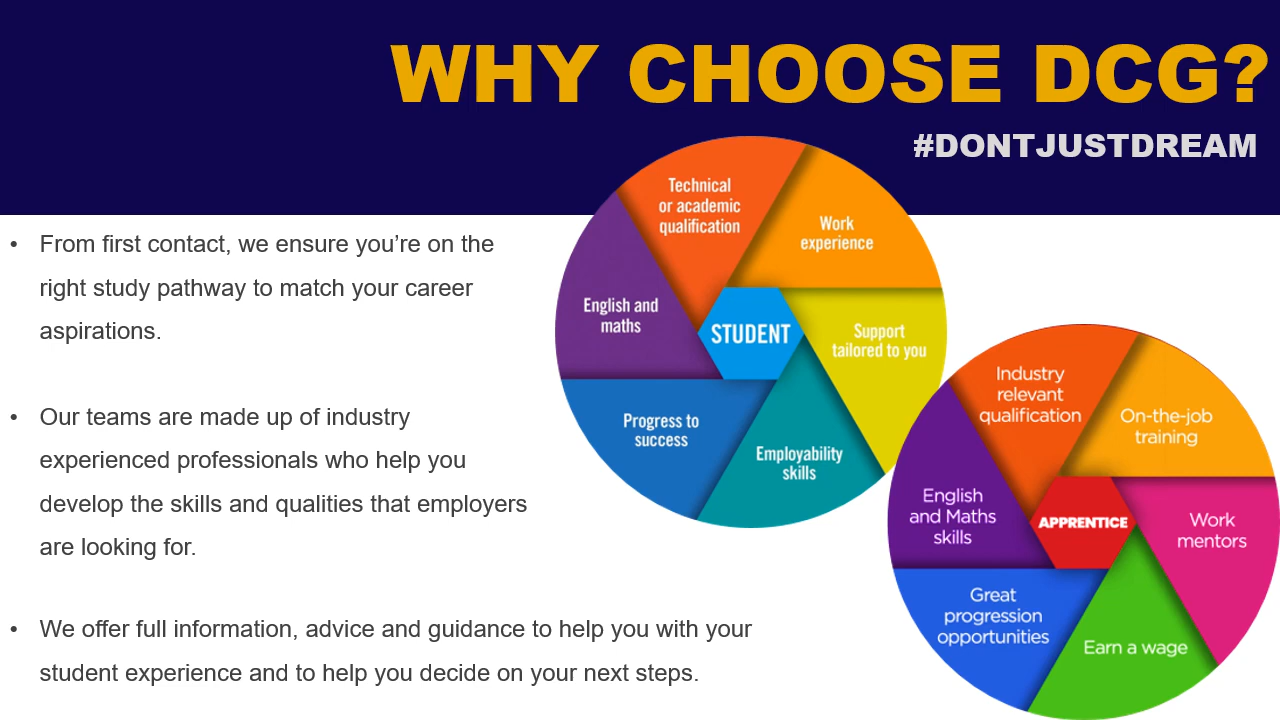 WHY CHOOSE DCG?
#DONTJUSTDREAM
• From first contact, we ensure you’re on the
right study pathway to match your career
aspirations.
• Our teams are made up of industry
experienced professionals who help you
develop the skills and qualities that employers
are looking for.
• We offer full information, advice and guidance to help you with your
student experience and to help you decide on your next steps.
Technical
or academic
qualification
Work
experience
Support
tailored to you
Employability
skills
Progress to
success
English and
maths
STUDENT
Industry
relevant
qualification
On-the-job
training
Work
mentors
Earn a wage
Great
progression
opportunities
English
and Maths
skills
APPRENTICE